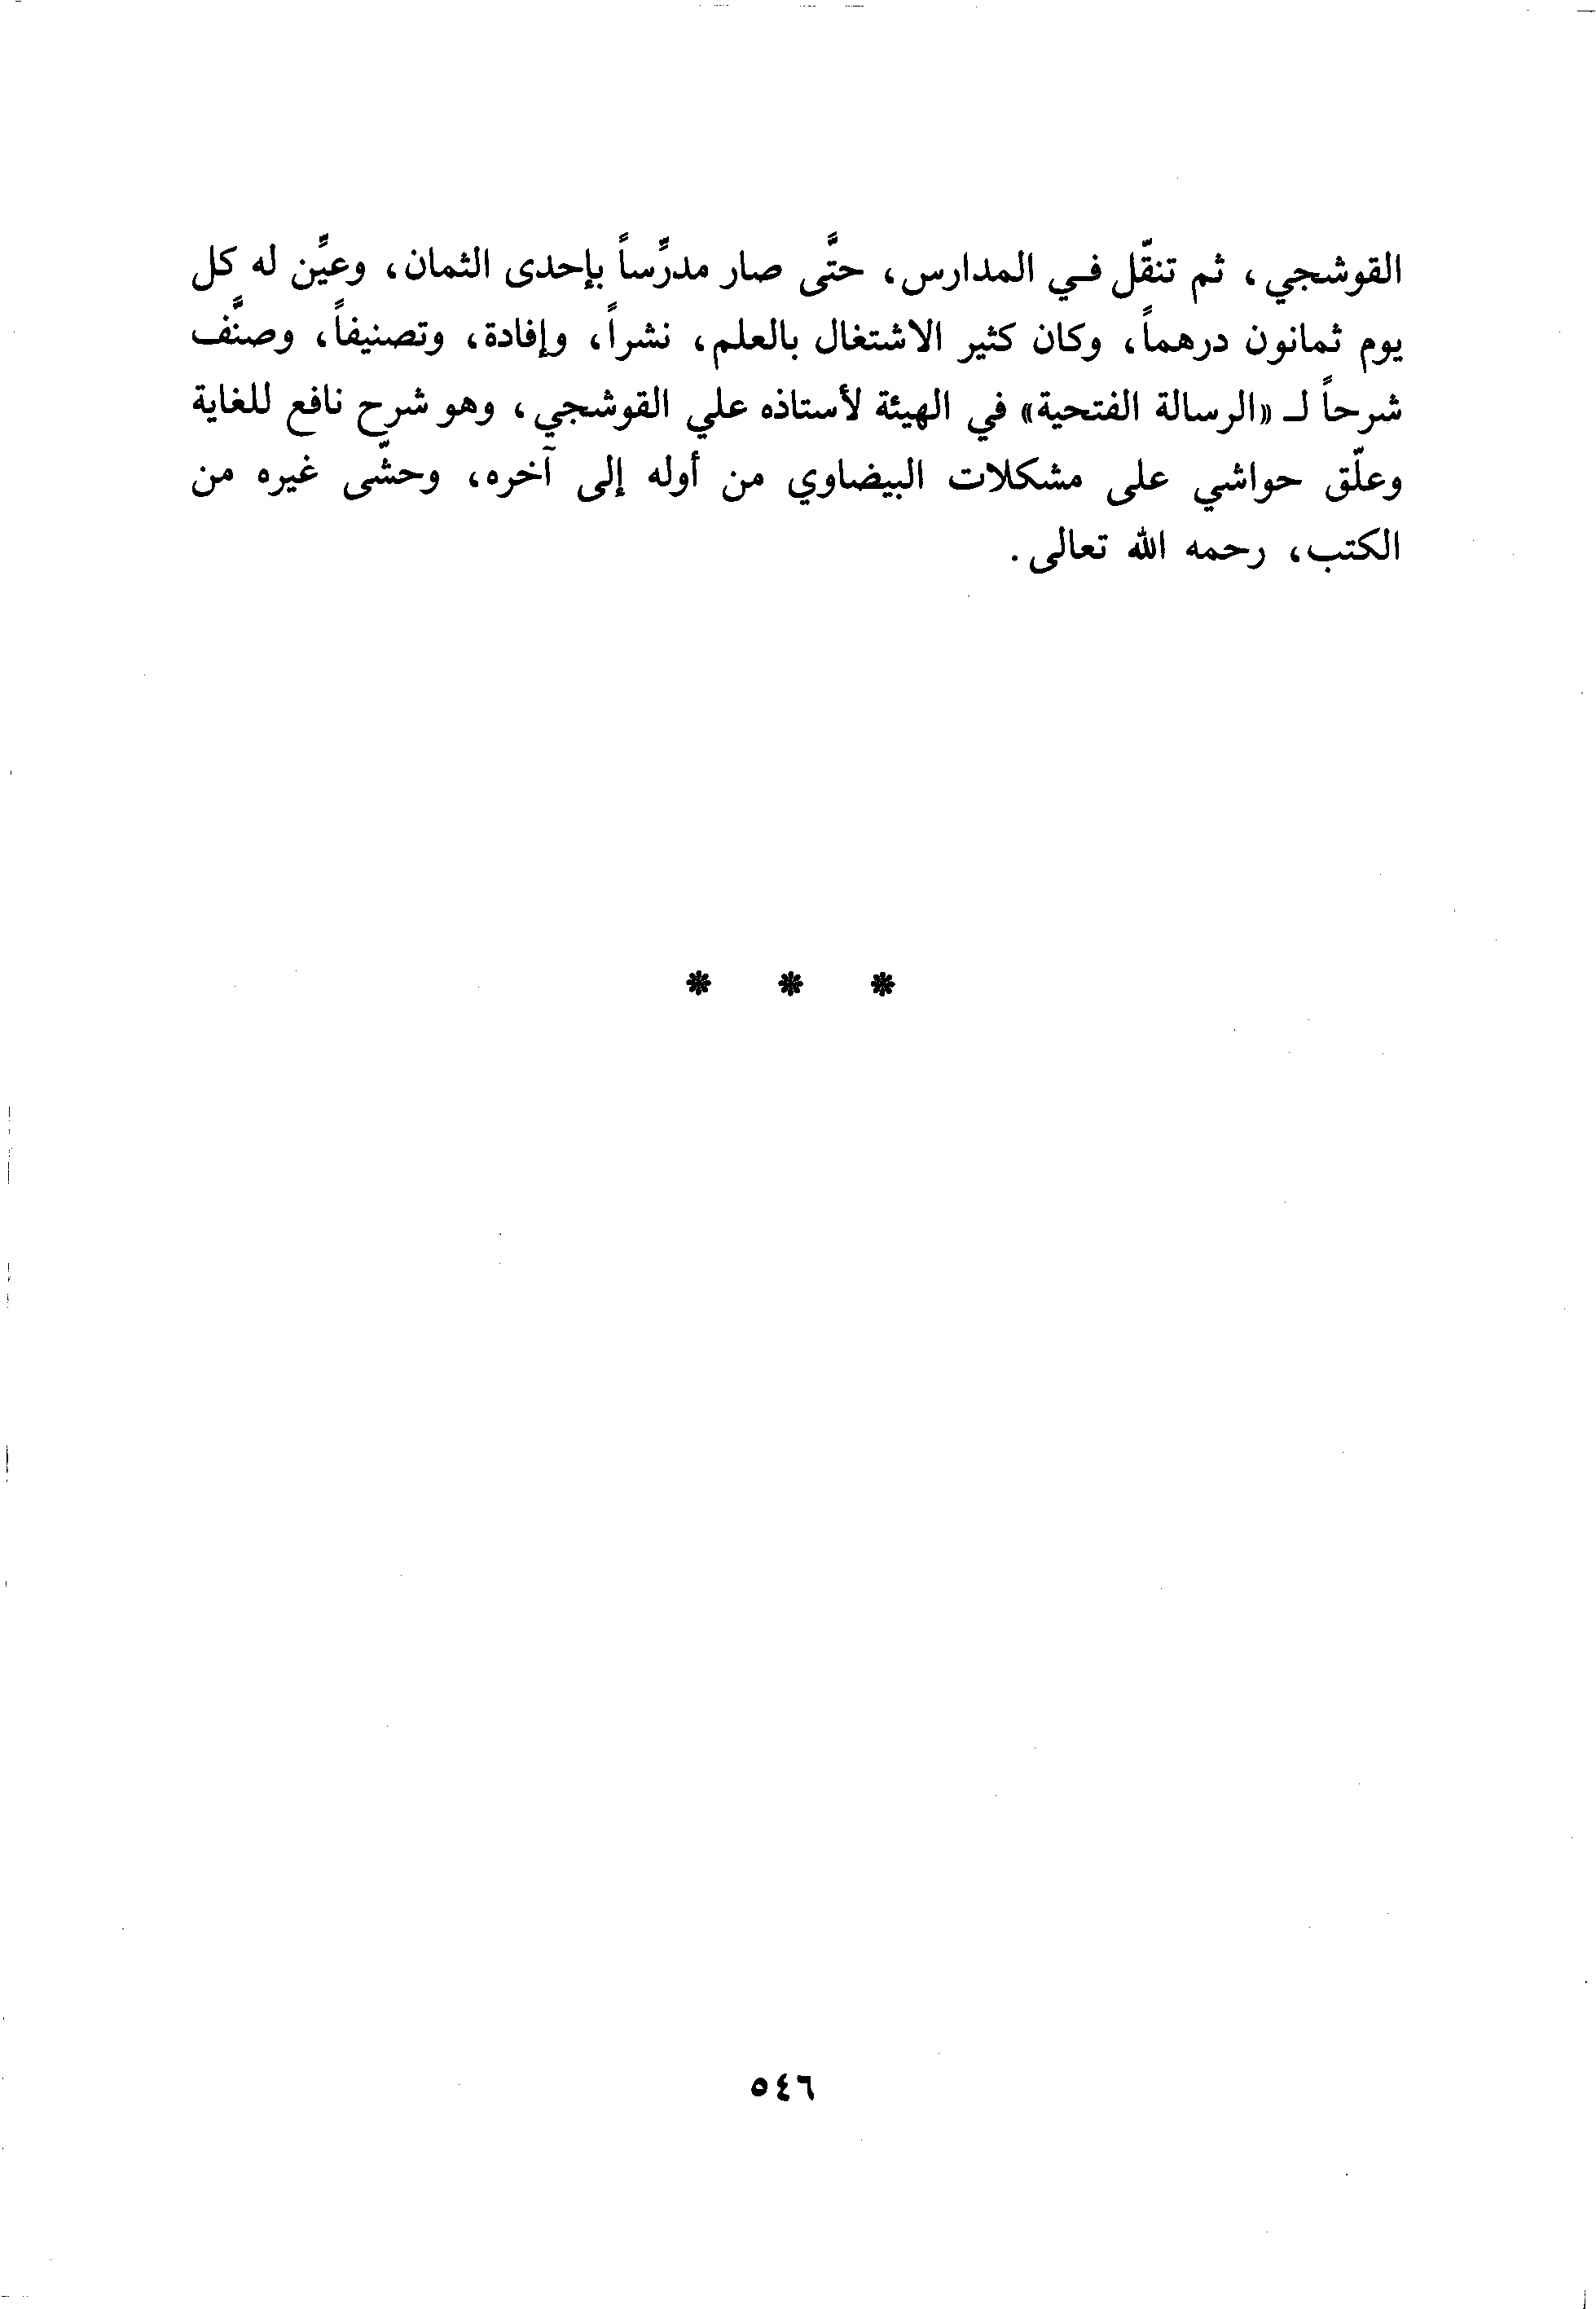 القوشجي، ثم تنقّل في المدارس، حتَّى صار مدرِّساً بإحدى الثمان، وعيِّن له كل
يوم ثمانون درهماً، وكان كثير الاشتغال بالعلم، نشراً، وإفادة، وتصنيفاً، وصنَّف
شرحاً لـ «الرسالة الفتحية» في الهيئة لأستاذه علي القوشجي، وهو شرح نافع للغاية
وعلّق حواشي على مشكلات البيضاوي من أوله إلى آخره، وحشّى غيره من
الكتب، رحمه الله تعالى.
* * *
٥٤٦